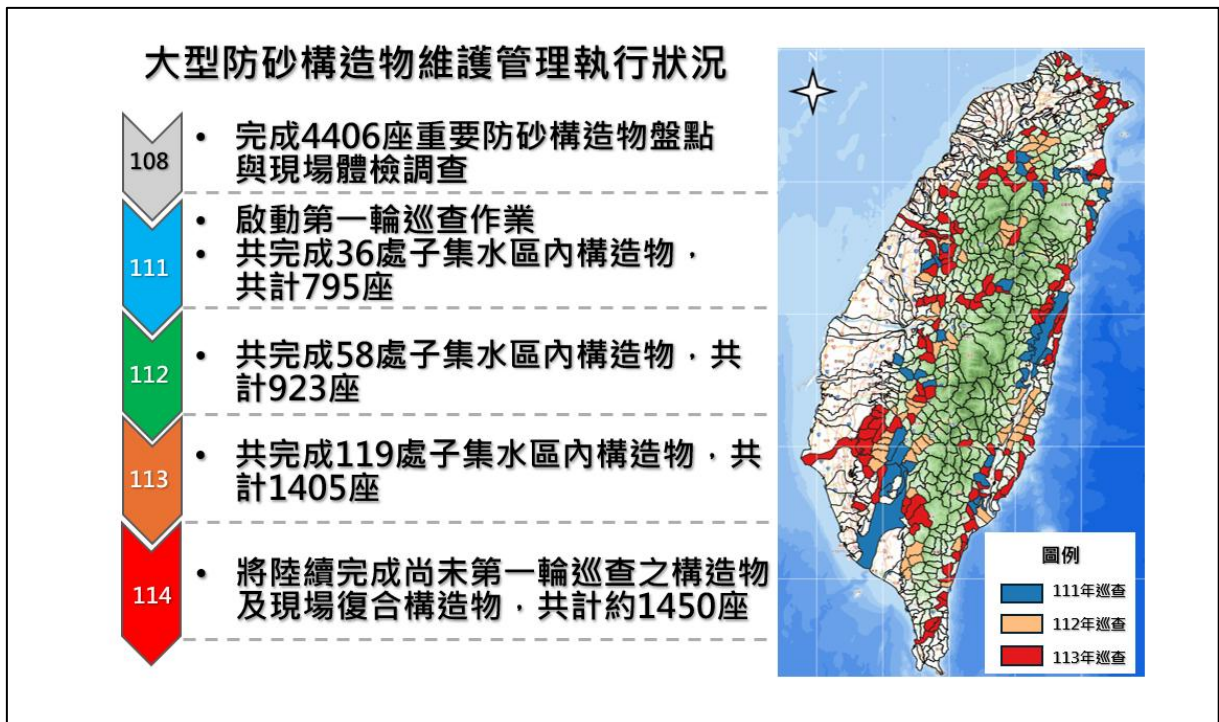 大型防砂構造物維護管理執行狀況
108
• 完成4406座重要防砂構造物盤點
與現場體檢調查
111
• 啟動第一輪巡查作業
• 共完成36處子集水區內構造物，
共計795座
112
• 共完成58處子集水區內構造物，共
計923座
113
• 共完成119處子集水區內構造物，共
計1405座
114
• 將陸續完成尚未第一輪巡查之構造物
及現場復合構造物，共計約1450座
N
圖例
111年巡查
112年巡查
113年巡查